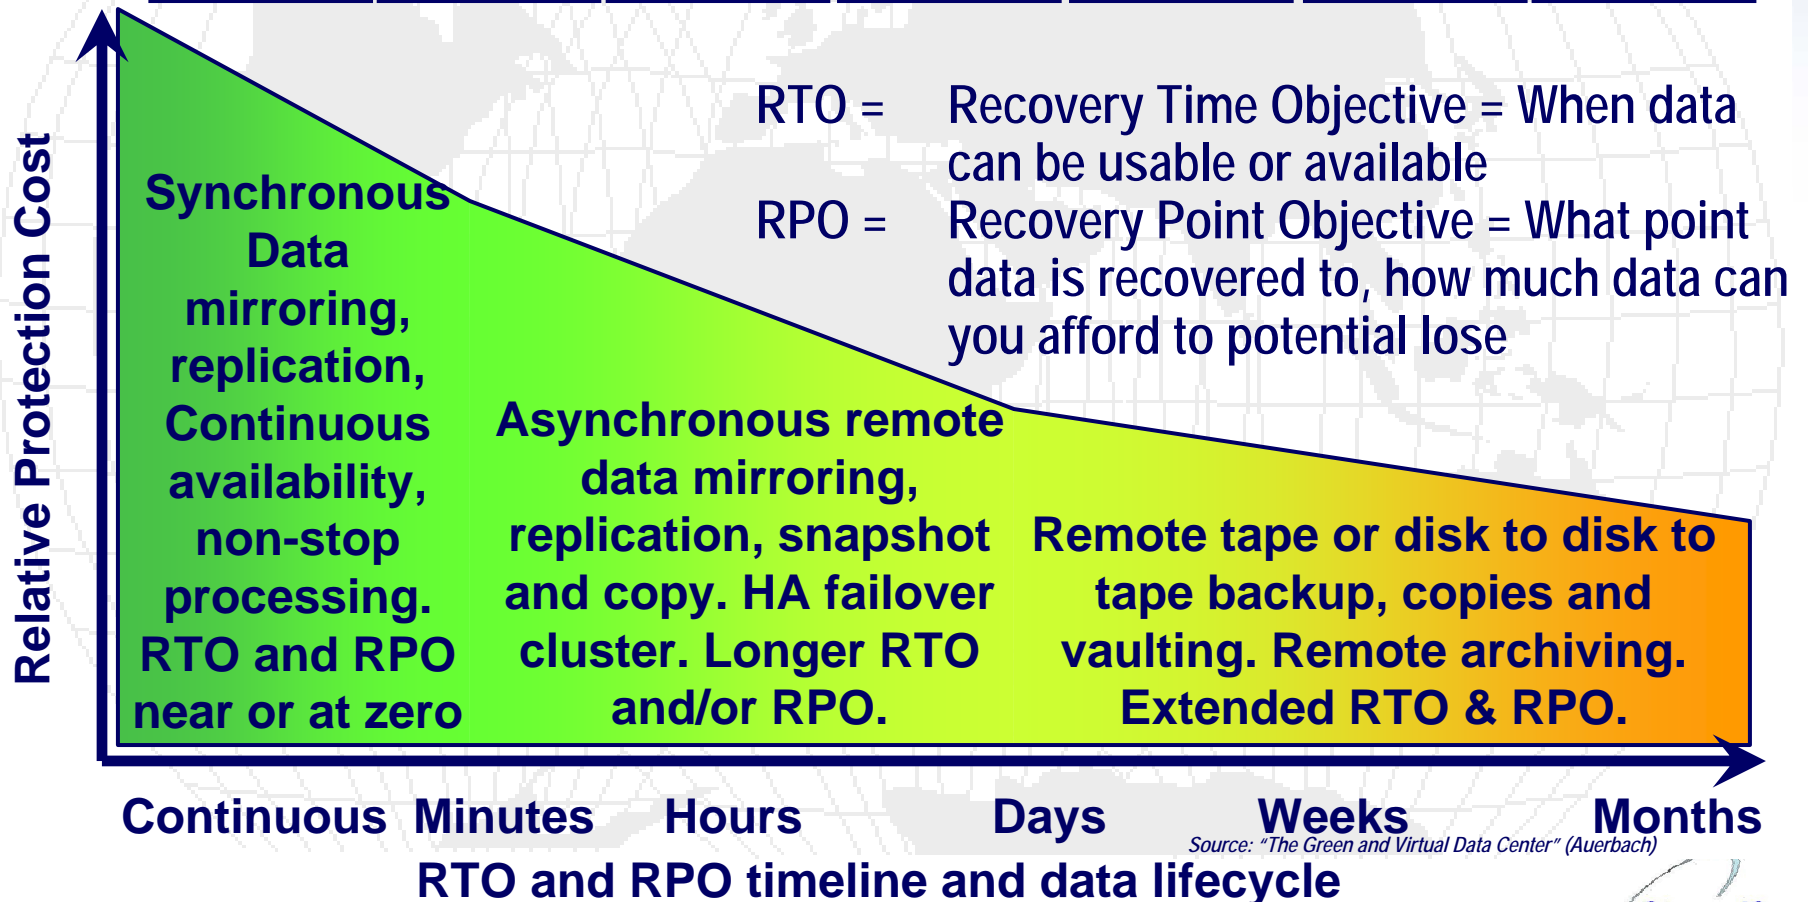 RTO = Recovery Time Objective = When data
can be usable or available
RPO = Recovery Point Objective = What point
data is recovered to, how much data can
you afford to potential lose
Relative Protection Cost
Synchronous
Data
mirroring,
replication,
Continuous
availability,
non-stop
processing.
RTO and RPO
near or at zero
Asynchronous remote
data mirroring,
replication, snapshot
and copy. HA failover
cluster. Longer RTO
and/or RPO.
Remote tape or disk to disk to
tape backup, copies and
vaulting. Remote archiving.
Extended RTO & RPO.
Continuous Minutes Hours Days Weeks Months
Source: “The Green and Virtual Data Center” (Auerbach)
RTO and RPO timeline and data lifecycle